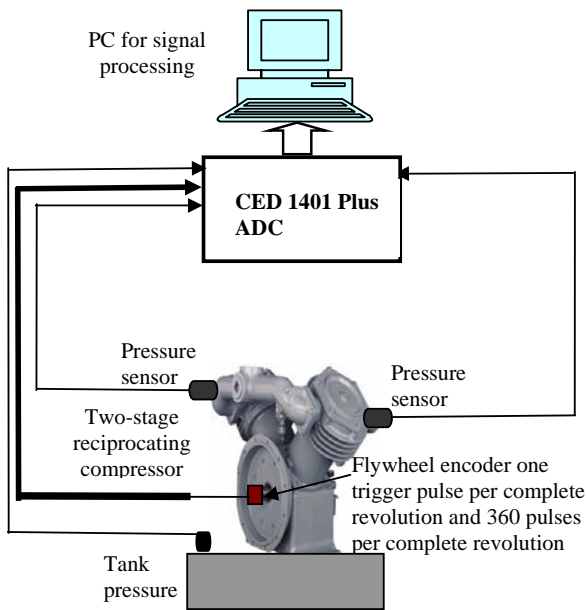 PC for signal
processing
CED 1401 Plus
ADC
Pressure
sensor
Pressure
sensor
Two-stage
reciprocating
compressor
Flywheel encoder one
trigger pulse per complete
revolution and 360 pulses
per complete revolution
Tank
pressure